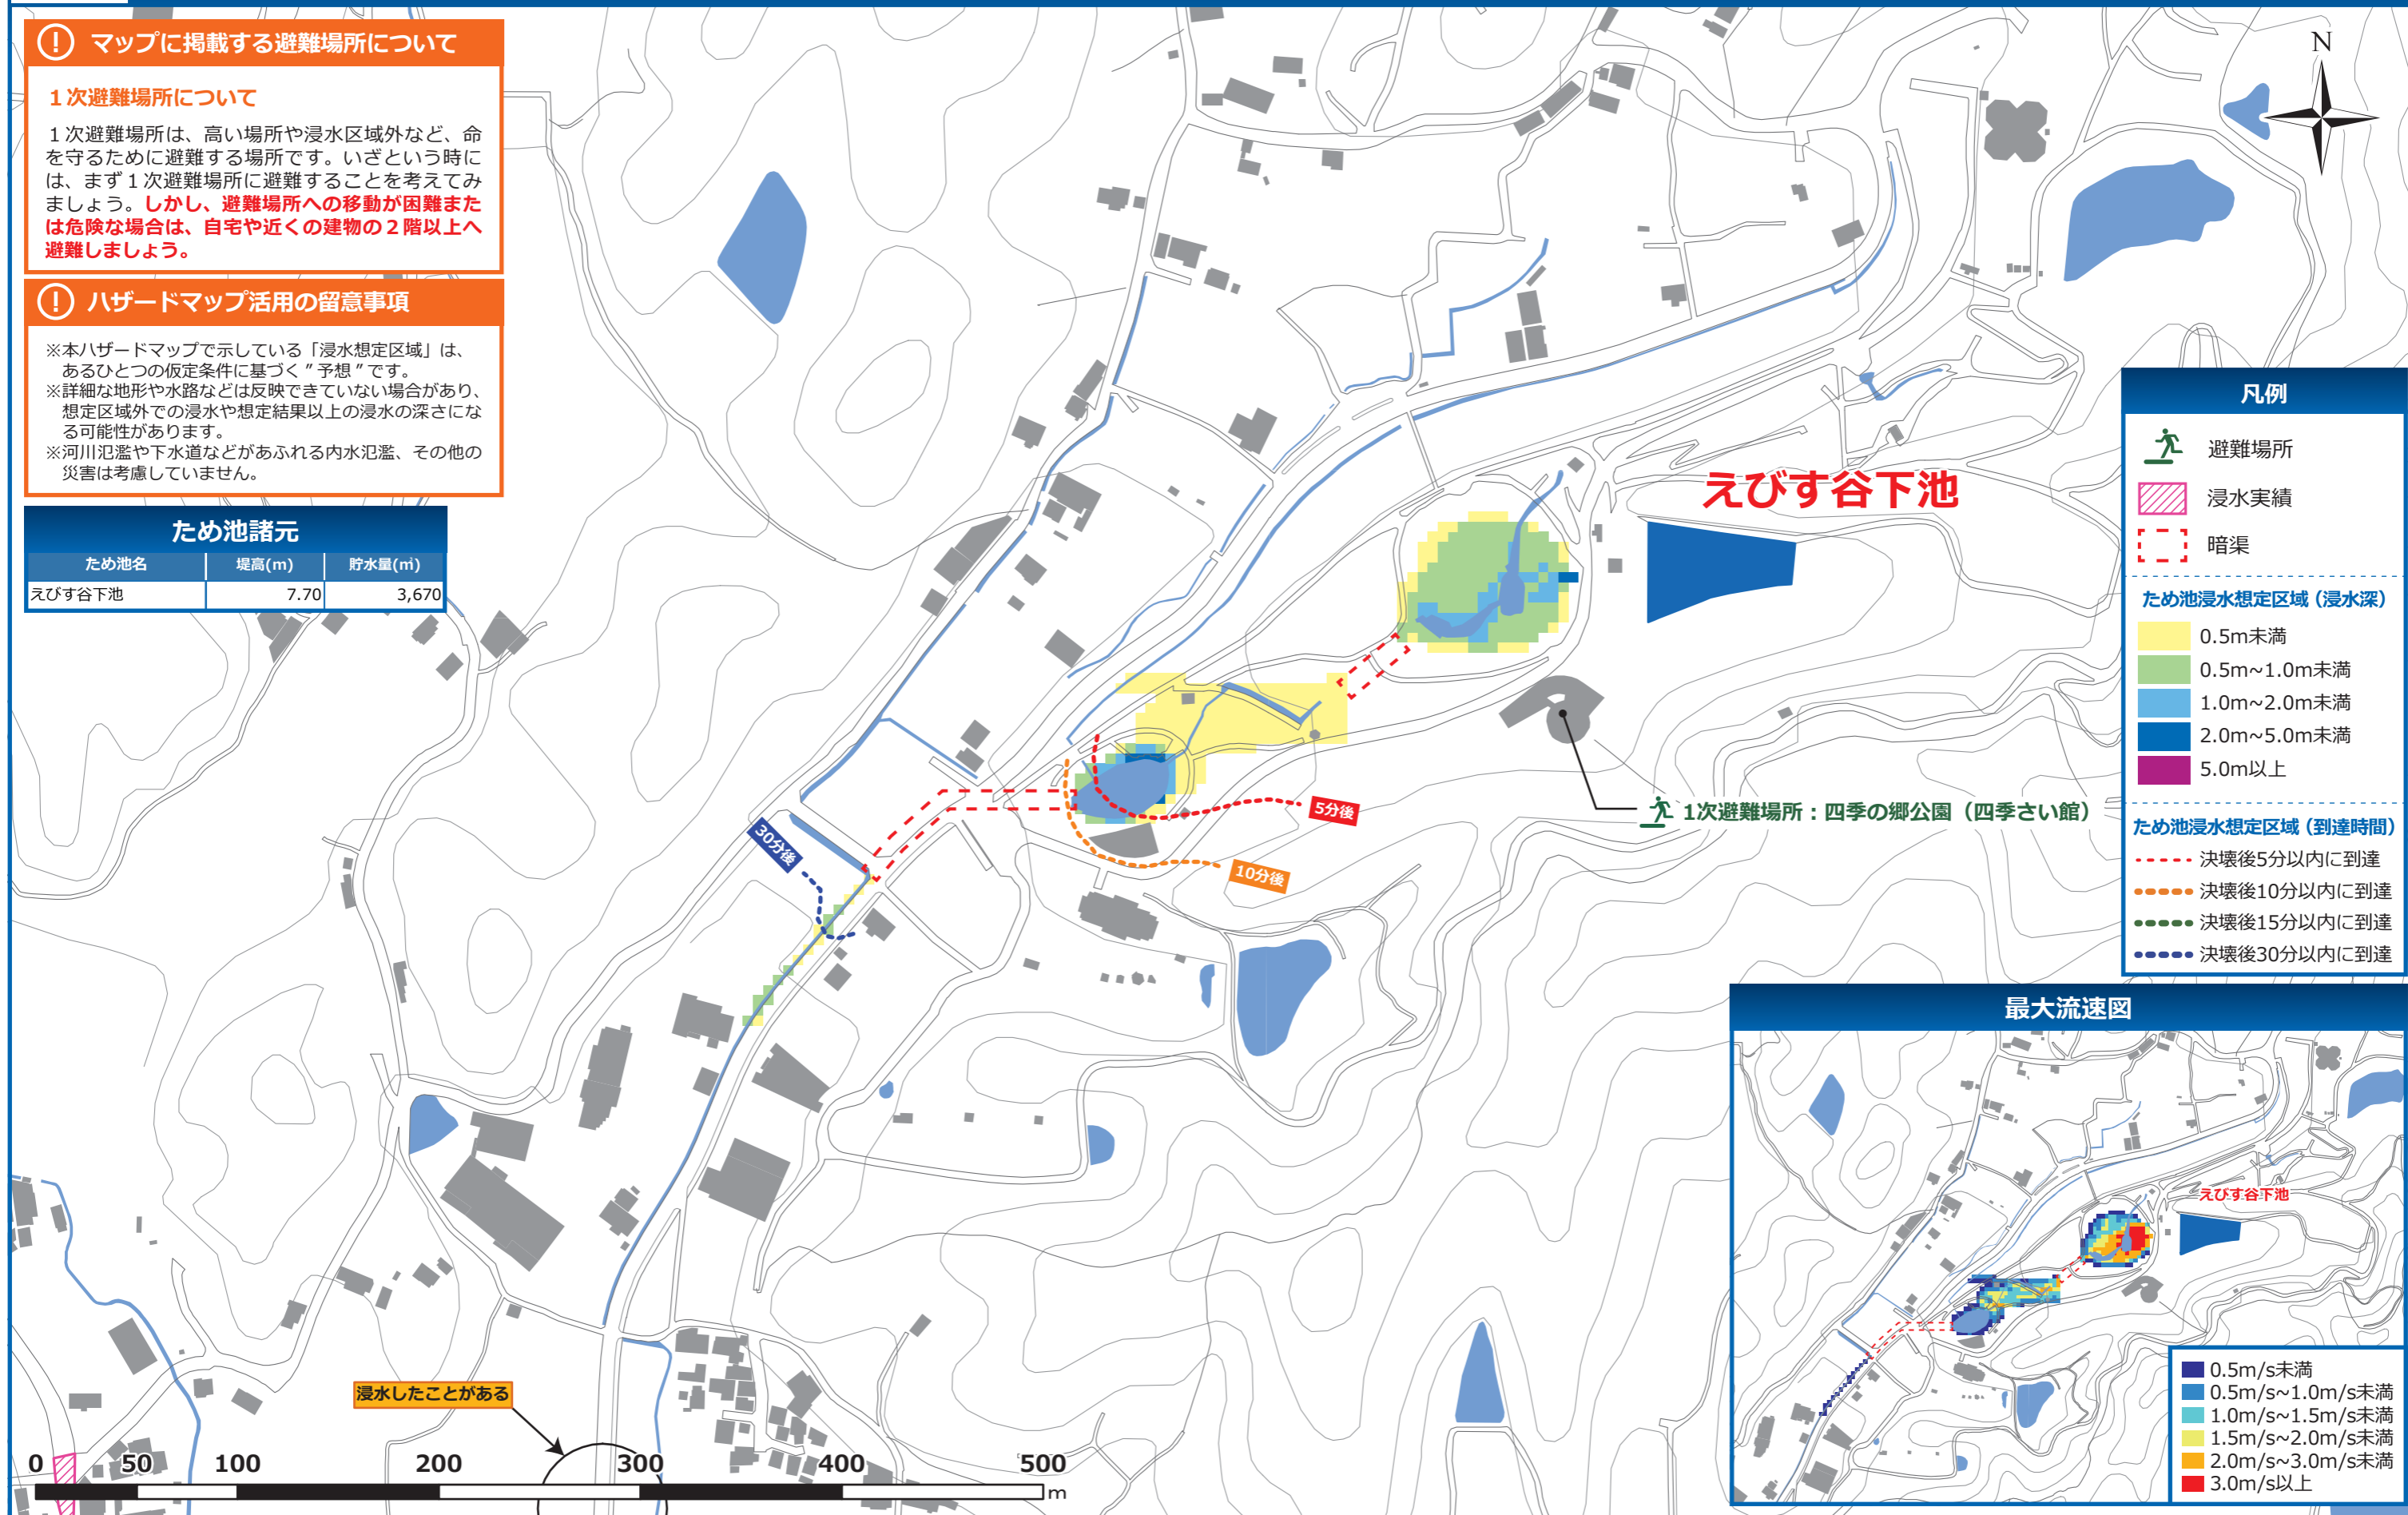 マップに掲載する避難場所について
1次避難場所について
1次避難場所は、高い場所や浸水区域外など、命
を守るために避難する場所です。いざという時に
は、まず1次避難場所に避難することを考えてみ
ましょう。しかし、避難場所への移動が困難また
は危険な場合は、自宅や近くの建物の2階以上へ
避難しましょう。
ハザードマップ活用の留意事項
※本ハザードマップで示している「浸水想定区域」は、
あるひとつの仮定条件に基づく"予想"です。
※詳細な地形や水路などは反映できていない場合があり、
想定区域外での浸水や想定結果以上の浸水の深さにな
る可能性があります。
※河川氾濫や下水道などがあふれる内水氾濫、その他の
災害は考慮していません。
ため池諸元
ため池名 堤高(m) 貯水量(㎥)
えびす谷下池 7.70 3,670
N
えびす谷下池
凡例
避難場所
浸水実績
暗渠
ため池浸水想定区域(浸水深)
0.5m未満
0.5m~1.0m未満
1.0m~2.0m未満
2.0m~5.0m未満
5.0m以上
ため池浸水想定区域(到達時間)
決壊後5分以内に到達
決壊後10分以内に到達
決壊後15分以内に到達
決壊後30分以内に到達
5分後
10分後
30分後
1次避難場所:四季の郷公園(四季さい館)
最大流速図
えびす谷下池
0.5m/s未満
0.5m/s~1.0m/s未満
1.0m/s~1.5m/s未満
1.5m/s~2.0m/s未満
2.0m/s~3.0m/s未満
3.0m/s以上
浸水したことがある
0 50 100 200 300 400 500
m